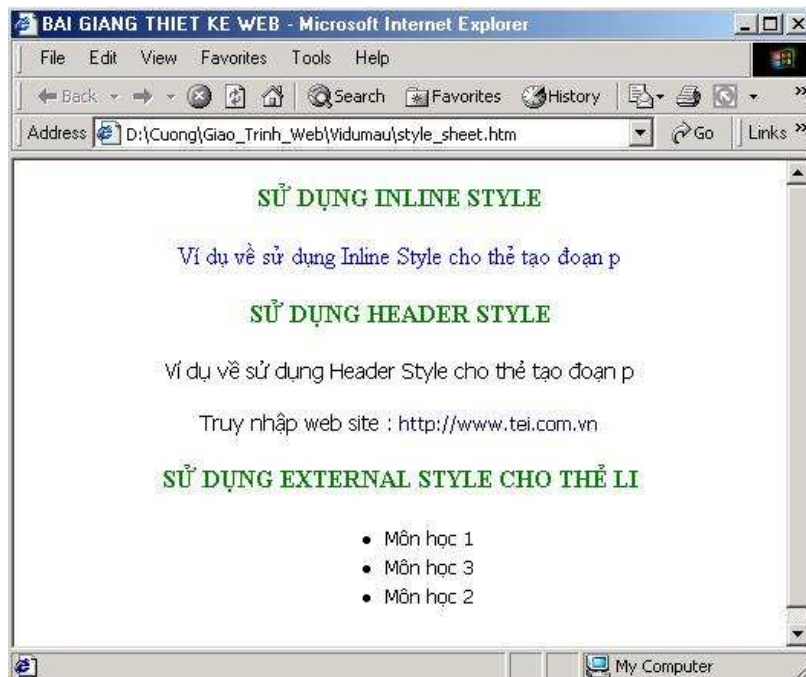 BAI GIANG THIET KE WEB - Microsoft Internet Explorer
File Edit View Favorites Tools Help
Back Search Favorites History »
Address D:\Cuong\Giao_Trinh_Web\Vidumau\style_sheet.htm Go Links »
SỬ DỤNG INLINE STYLE
Ví dụ về sử dụng Inline Style cho thẻ tạo đoạn p
SỬ DỤNG HEADER STYLE
Ví dụ về sử dụng Header Style cho thẻ tạo đoạn p
Truy nhập web site : http://www.tei.com.vn
SỬ DỤNG EXTERNAL STYLE CHO THẺ LI
• Môn học 1
• Môn học 3
• Môn học 2
My Computer